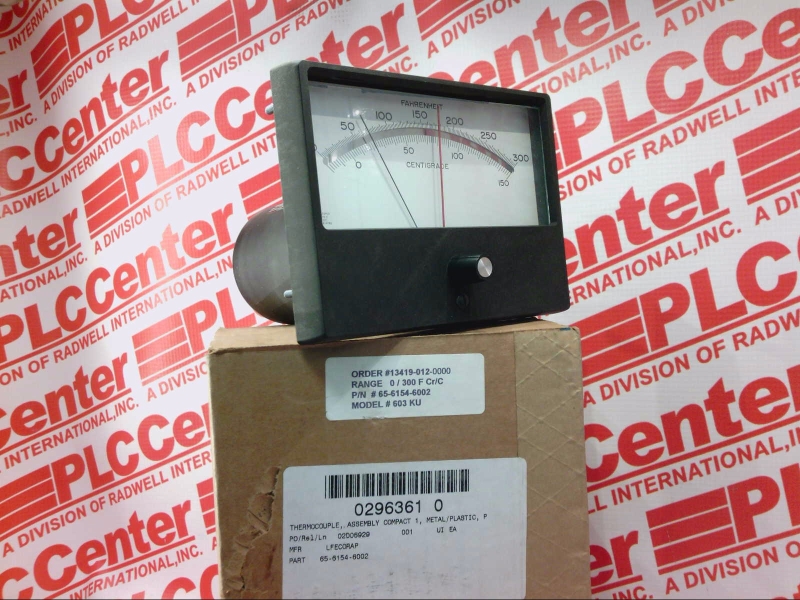 FAHRENHEIT
50 100 150 200 250 300
0 50 100 150
CENTIGRADE
ORDER #13419-012-0000
RANGE 0 / 300 F Cr/C
P/N # 65-6154-6002
MODEL # 603 KU
0296361 0
THERMOCOUPLE,, ASSEMBLY COMPACT 1, METAL/PLASTIC, P
PO/Rel/Ln 02006929 001 UI EA
MFR LFECORAP
PART 65-6154-6002
PLCCenter
A DIVISION OF RADWELL INTERNATIONAL, INC.